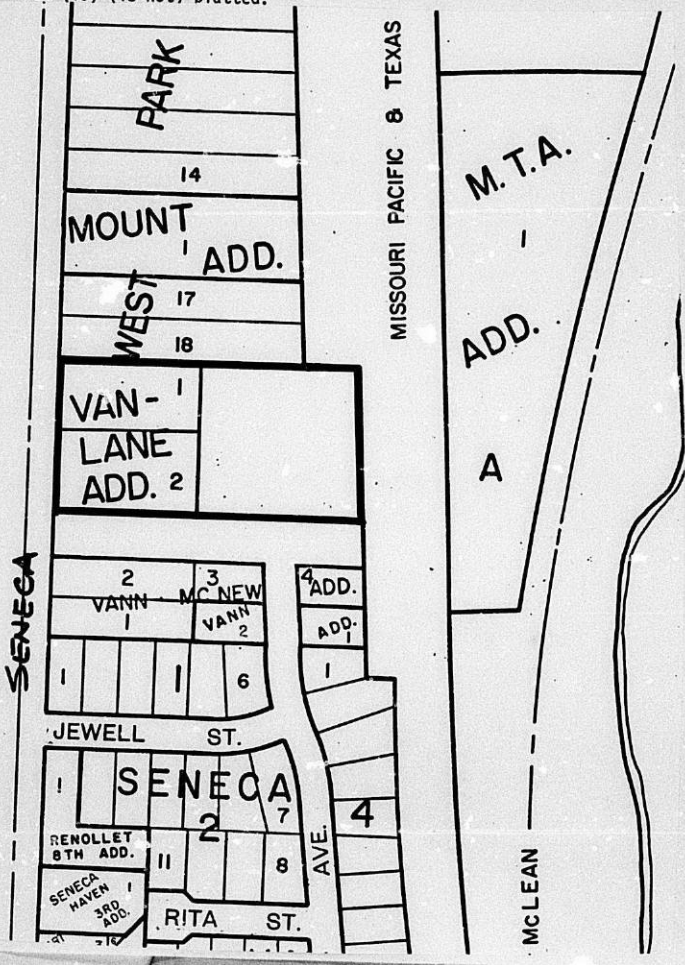 platted.
PARK
14
MOUNT
1
ADD.
17
WEST
18
MISSOURI PACIFIC & TEXAS
M.T.A.
1
ADD.
A
VAN-
1
LANE
ADD. 2
SENECA
2
3
4
ADD.
VANN
MC NEW
1
VANN
2
ADD.
1
1
1
6
1
JEWELL ST.
1
SENECA
2
7
4
RENOLLET
8TH ADD.
11
8
AVE.
SENECA
HAVEN
1
3RD
ADD.
RITA ST.
MCLEAN